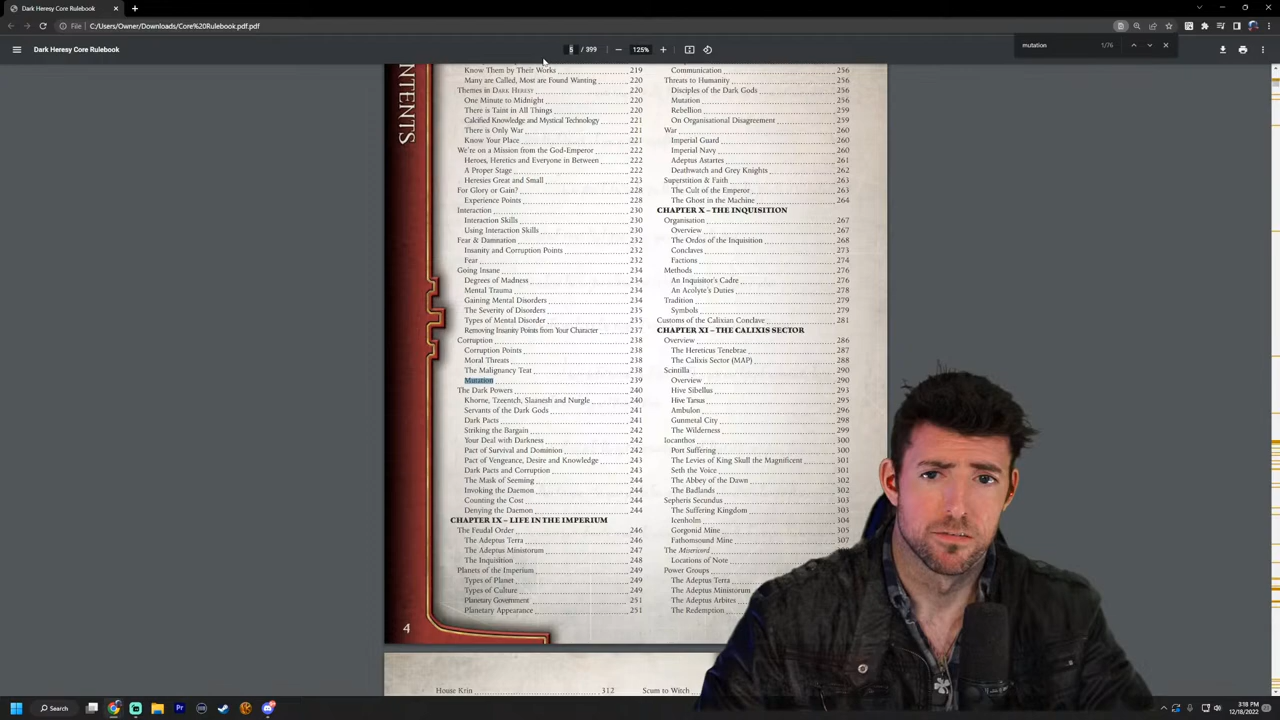 Dark Heresy Core Rulebook
C:/Users/Owner/Downloads/Core%20Rulebook.pdf.pdf
Dark Heresy Core Rulebook
/ 399
125%
mutation
1/76
NTENTS
Know Them by Their Works 219
Many are Called, Most are Found Wanting 220
Themes in DARK HERESY 220
One Minute to Midnight 220
There is Taint in All Things 220
Calcified Knowledge and Mystical Technology 221
There is Only War 221
Know Your Place 221
We're on a Mission from the God-Emperor 222
Heroes, Heretics and Everyone in Between 222
A Proper Stage 222
Heresies Great and Small 223
For Glory or Gain? 228
Experience Points 228
Interaction 230
Interaction Skills 230
Using Interaction Skills 230
Fear & Damnation 232
Insanity and Corruption Points 232
Fear 232
Going Insane 234
Degrees of Madness 234
Mental Trauma 234
Gaining Mental Disorders 234
The Severity of Disorders 235
Types of Mental Disorder 235
Removing Insanity Points from Your Character 237
Corruption 238
Corruption Points 238
Moral Threats 238
The Malignancy Teat 238
Mutation 239
The Dark Powers 240
Khorne, Tzeentch, Slaanesh and Nurgle 240
Servants of the Dark Gods 241
Dark Pacts 241
Striking the Bargain 242
Your Deal with Darkness 242
Pact of Survival and Dominion 242
Pact of Vengeance, Desire and Knowledge 243
Dark Pacts and Corruption 243
The Mask of Seeming 244
Invoking the Daemon 244
Counting the Cost 244
Denying the Daemon 244
CHAPTER IX – LIFE IN THE IMPERIUM
The Feudal Order 246
The Adeptus Terra 246
The Adeptus Ministorum 247
The Inquisition 248
Planets of the Imperium 249
Types of Planet 249
Types of Culture 249
Planetary Government 251
Planetary Appearance 251
4
Communication 256
Threats to Humanity 256
Disciples of the Dark Gods 256
Mutation 256
Rebellion 259
On Organisational Disagreement 259
War 260
Imperial Guard 260
Imperial Navy 260
Adeptus Astartes 261
Deathwatch and Grey Knights 262
Superstition & Faith 263
The Cult of the Emperor 263
The Ghost in the Machine 264
CHAPTER X – THE INQUISITION
Organisation 267
Overview 267
The Ordos of the Inquisition 268
Conclaves 273
Factions 274
Methods 276
An Inquisitor's Cadre 276
An Acolyte's Duties 278
Tradition 279
Symbols 279
Customs of the Calixian Conclave 281
CHAPTER XI – THE CALIXIS SECTOR
Overview 286
The Hereticus Tenebrae 287
The Calixis Sector (MAP) 288
Scintilla 290
Overview 290
Hive Sibellus 293
Hive Tarsus 295
Ambulon 296
Gunmetal City 298
The Wilderness 299
Iocanthos 300
Port Suffering 300
The Levies of King Skull the Magnificent 301
Seth the Voice 301
The Abbey of the Dawn 302
The Badlands 302
Sepheris Secundus 303
The Suffering Kingdom 303
Icenholm 304
Gorgonid Mine 305
Fathomsound Mine 307
The Misericord
Locations of Note
Power Groups
The Adeptus Terra
The Adeptus Ministorum
The Adeptus Arbites
The Redemption
House Krin 312
Scum to Witch
Search
3:38 PM
12/18/2022